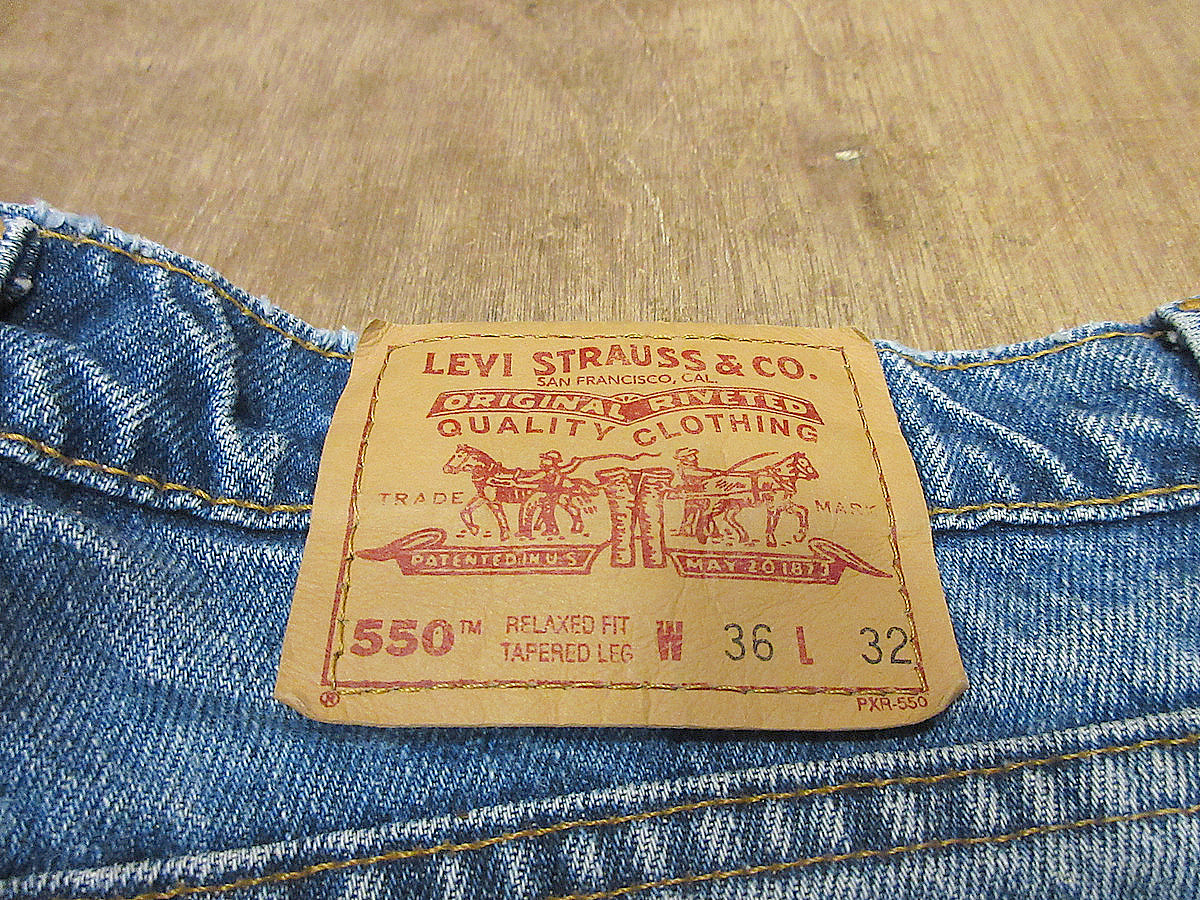 LEVI STRAUSS & CO.
SAN FRANCISCO, CAL.
ORIGINAL RIVETED
QUALITY CLOTHING
TRADE MARK
PATENTED IN U.S. MAY 20 1873
550™ RELAXED FIT W 36 L 32
TAPERED LEG
® PXR-550